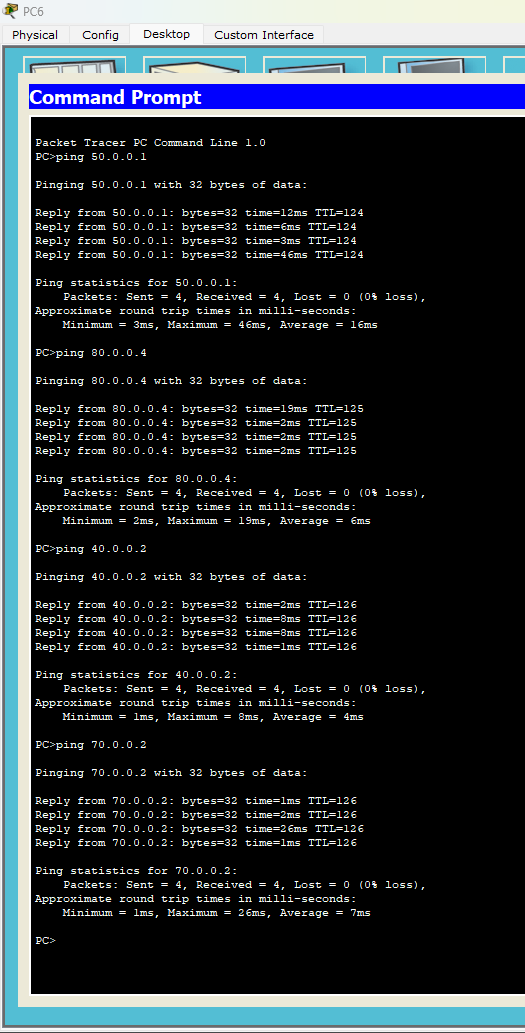 PC6
Physical Config Desktop Custom Interface
Command Prompt
Packet Tracer PC Command Line 1.0
PC>ping 50.0.0.1
Pinging 50.0.0.1 with 32 bytes of data:
Reply from 50.0.0.1: bytes=32 time=12ms TTL=124
Reply from 50.0.0.1: bytes=32 time=6ms TTL=124
Reply from 50.0.0.1: bytes=32 time=3ms TTL=124
Reply from 50.0.0.1: bytes=32 time=46ms TTL=124
Ping statistics for 50.0.0.1:
Packets: Sent = 4, Received = 4, Lost = 0 (0% loss),
Approximate round trip times in milli-seconds:
Minimum = 3ms, Maximum = 46ms, Average = 16ms
PC>ping 80.0.0.4
Pinging 80.0.0.4 with 32 bytes of data:
Reply from 80.0.0.4: bytes=32 time=19ms TTL=125
Reply from 80.0.0.4: bytes=32 time=2ms TTL=125
Reply from 80.0.0.4: bytes=32 time=2ms TTL=125
Reply from 80.0.0.4: bytes=32 time=2ms TTL=125
Ping statistics for 80.0.0.4:
Packets: Sent = 4, Received = 4, Lost = 0 (0% loss),
Approximate round trip times in milli-seconds:
Minimum = 2ms, Maximum = 19ms, Average = 6ms
PC>ping 40.0.0.2
Pinging 40.0.0.2 with 32 bytes of data:
Reply from 40.0.0.2: bytes=32 time=2ms TTL=126
Reply from 40.0.0.2: bytes=32 time=8ms TTL=126
Reply from 40.0.0.2: bytes=32 time=8ms TTL=126
Reply from 40.0.0.2: bytes=32 time=1ms TTL=126
Ping statistics for 40.0.0.2:
Packets: Sent = 4, Received = 4, Lost = 0 (0% loss),
Approximate round trip times in milli-seconds:
Minimum = 1ms, Maximum = 8ms, Average = 4ms
PC>ping 70.0.0.2
Pinging 70.0.0.2 with 32 bytes of data:
Reply from 70.0.0.2: bytes=32 time=1ms TTL=126
Reply from 70.0.0.2: bytes=32 time=2ms TTL=126
Reply from 70.0.0.2: bytes=32 time=26ms TTL=126
Reply from 70.0.0.2: bytes=32 time=1ms TTL=126
Ping statistics for 70.0.0.2:
Packets: Sent = 4, Received = 4, Lost = 0 (0% loss),
Approximate round trip times in milli-seconds:
Minimum = 1ms, Maximum = 26ms, Average = 7ms
PC>